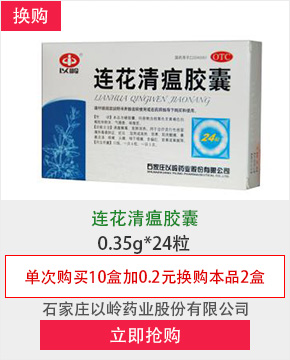 换购
OTC
以岭
连花清瘟胶囊
LIANHUA QINGWEN JIAONANG
24粒
石家庄以岭药业股份有限公司
连花清瘟胶囊
0.35g*24粒
单次购买10盒加0.2元换购本品2盒
石家庄以岭药业股份有限公司
立即抢购